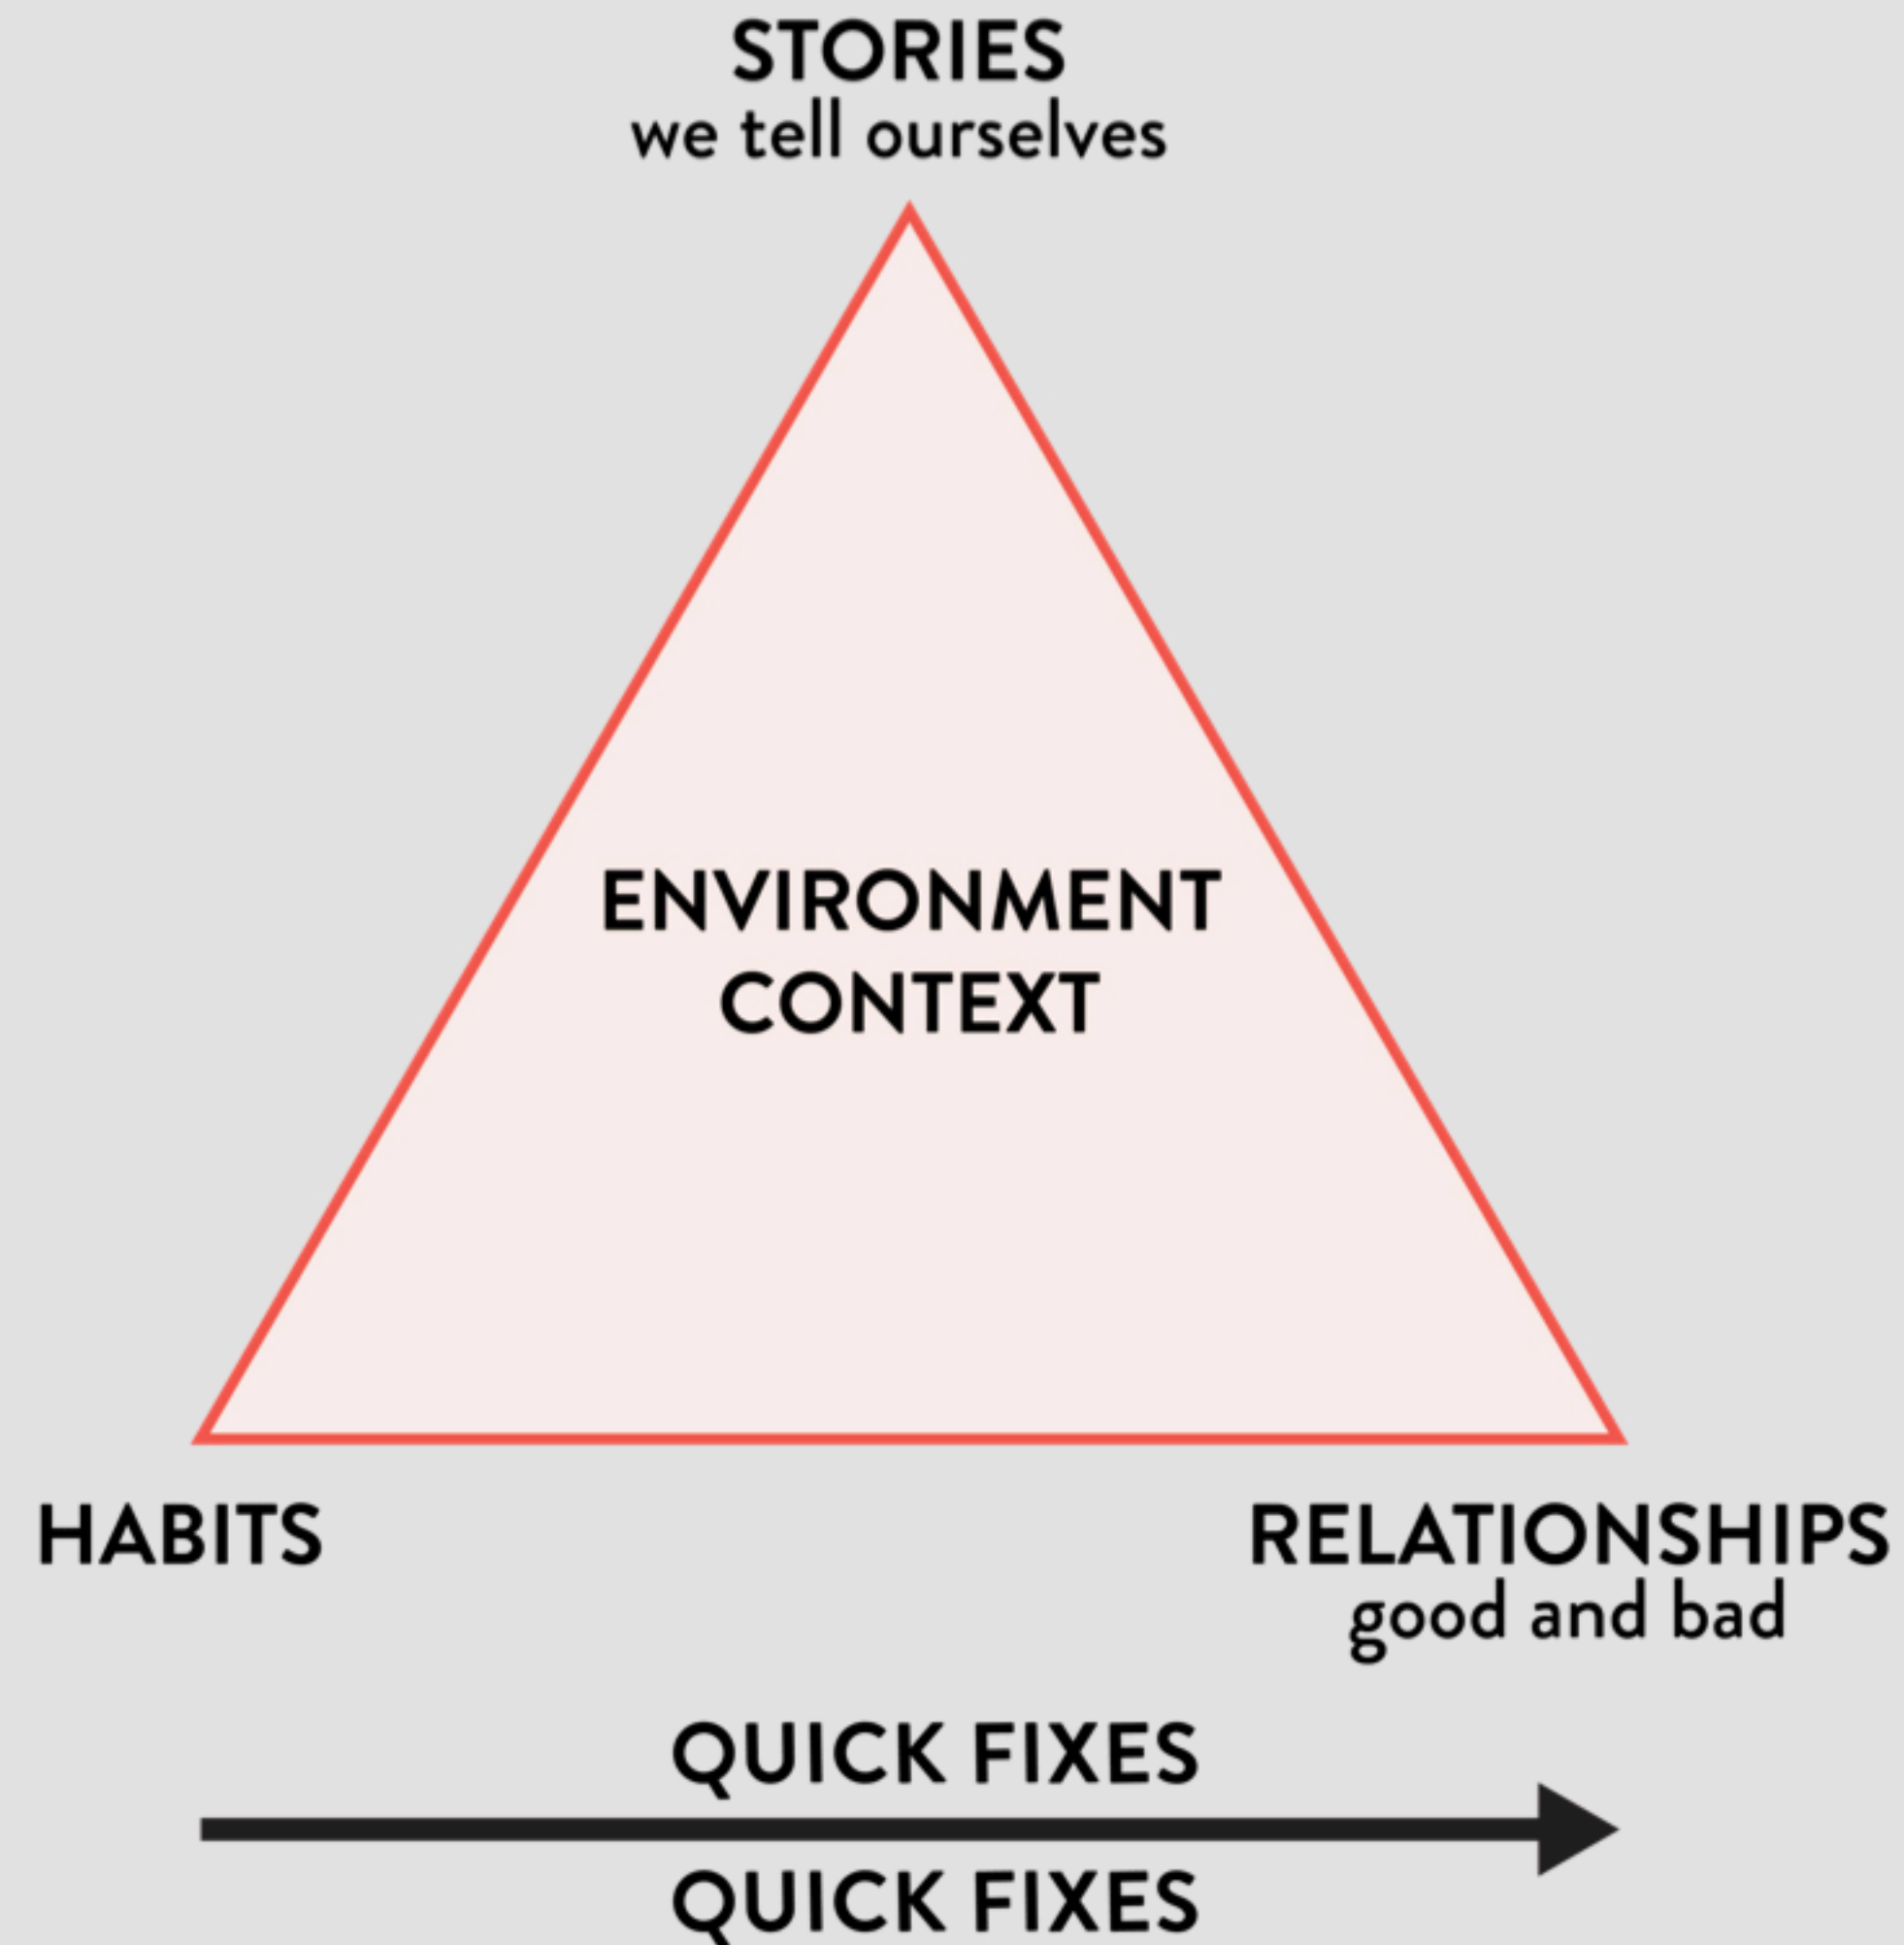 STORIES
we tell ourselves
ENVIRONMENT
CONTEXT
HABITS
RELATIONSHIPS
good and bad
QUICK FIXES
QUICK FIXES